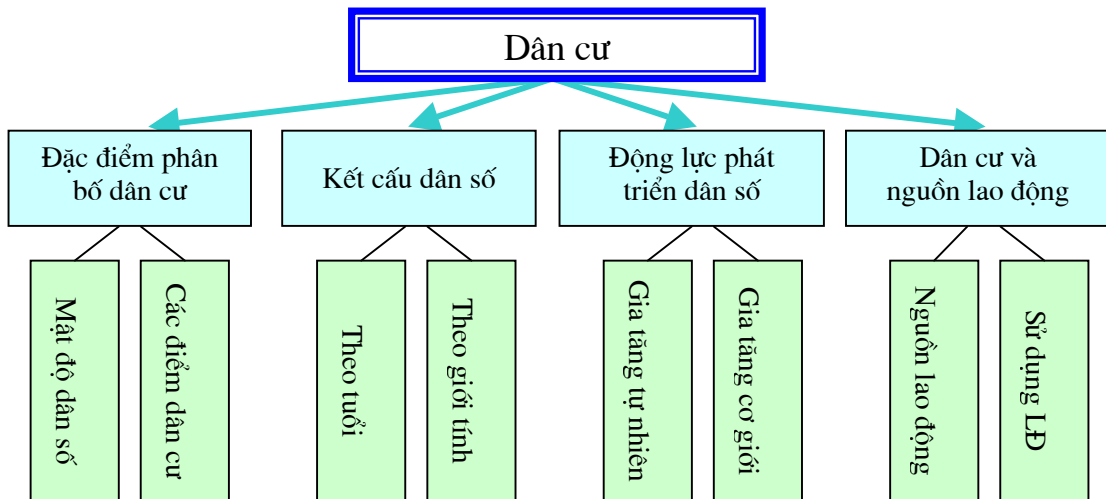 Dân cư
Đặc điểm phân
bố dân cư
Kết cấu dân số
Động lực phát
triển dân số
Dân cư và
nguồn lao động
Mật độ dân số
Các điểm dân cư
Theo tuổi
Theo giới tính
Gia tăng tự nhiên
Gia tăng cơ giới
Nguồn lao động
Sử dụng LĐ